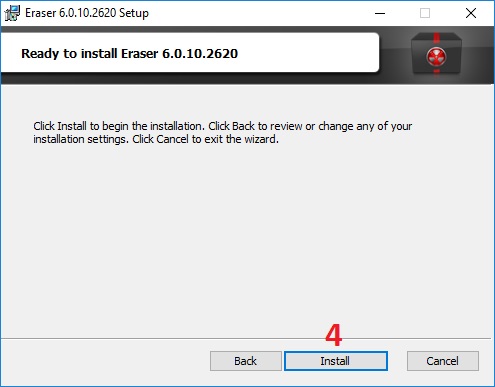 Eraser 6.0.10.2620 Setup
Ready to install Eraser 6.0.10.2620
Click Install to begin the installation. Click Back to review or change any of your
installation settings. Click Cancel to exit the wizard.
4
Back Install Cancel